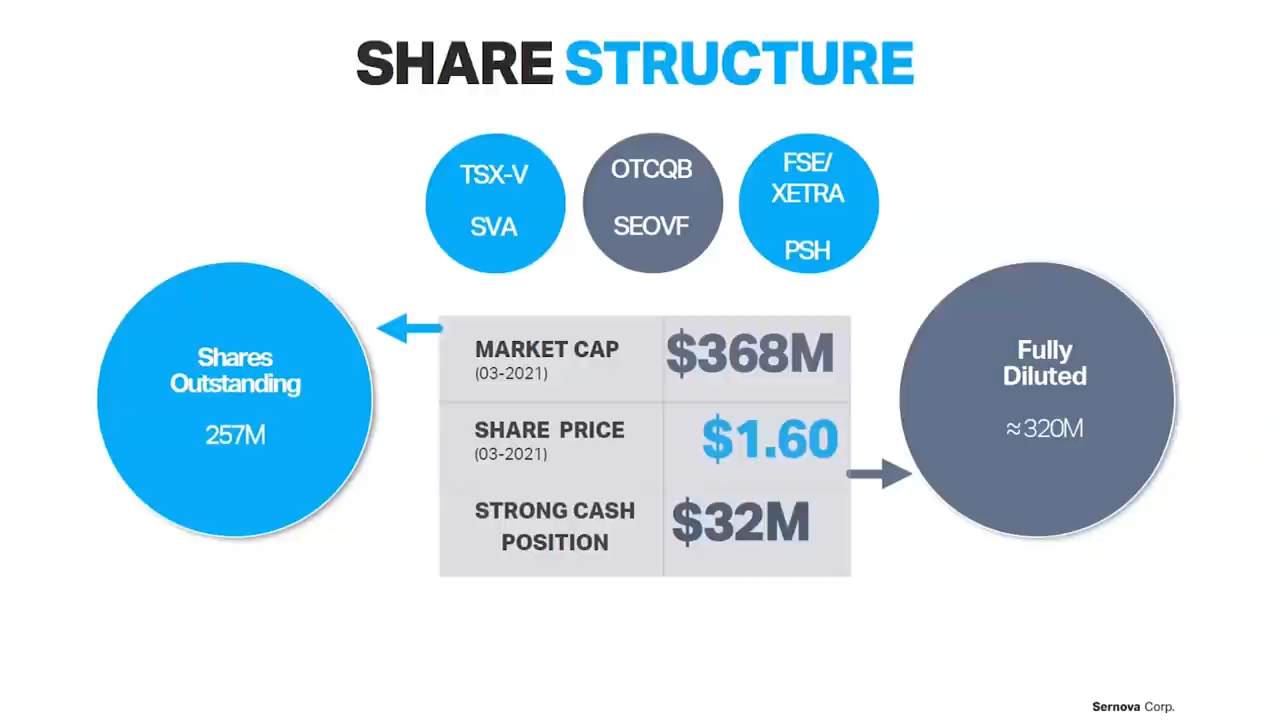 SHARE STRUCTURE
TSX-V
SVA
OTCQB
SEOVF
FSE/
XETRA
PSH
Shares
Outstanding
257M
MARKET CAP
(03-2021)
$368M
SHARE PRICE
(03-2021)
$1.60
STRONG CASH
POSITION
$32M
Fully
Diluted
≈320M
Sernova Corp.